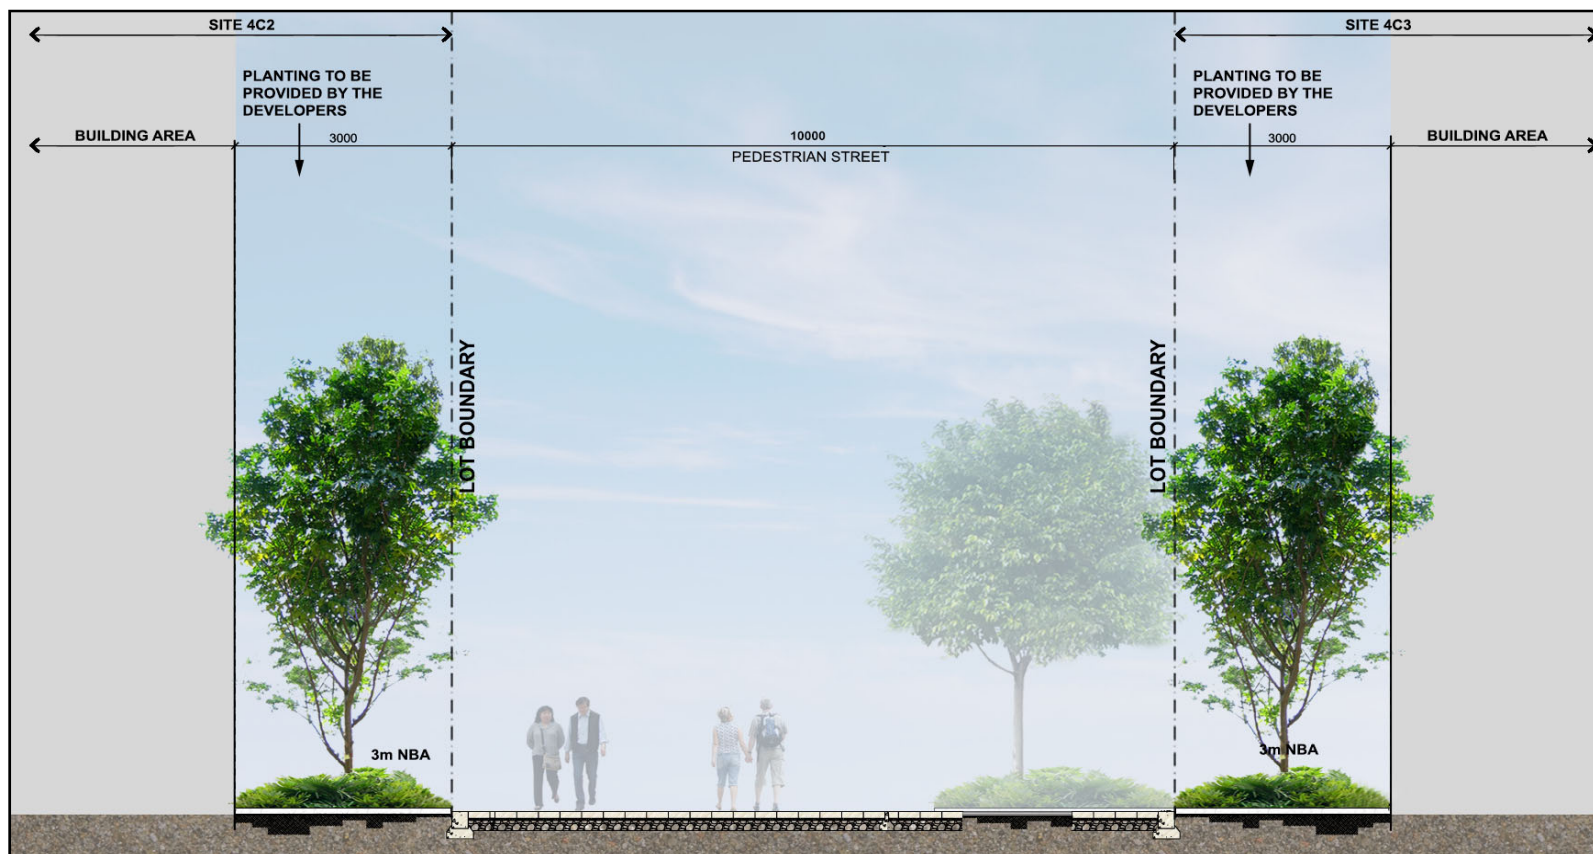 SITE 4C2
SITE 4C3
PLANTING TO BE
PROVIDED BY THE
DEVELOPERS
PLANTING TO BE
PROVIDED BY THE
DEVELOPERS
BUILDING AREA
3000
10000
PEDESTRIAN STREET
3000
BUILDING AREA
LOT BOUNDARY
LOT BOUNDARY
3m NBA
3m NBA